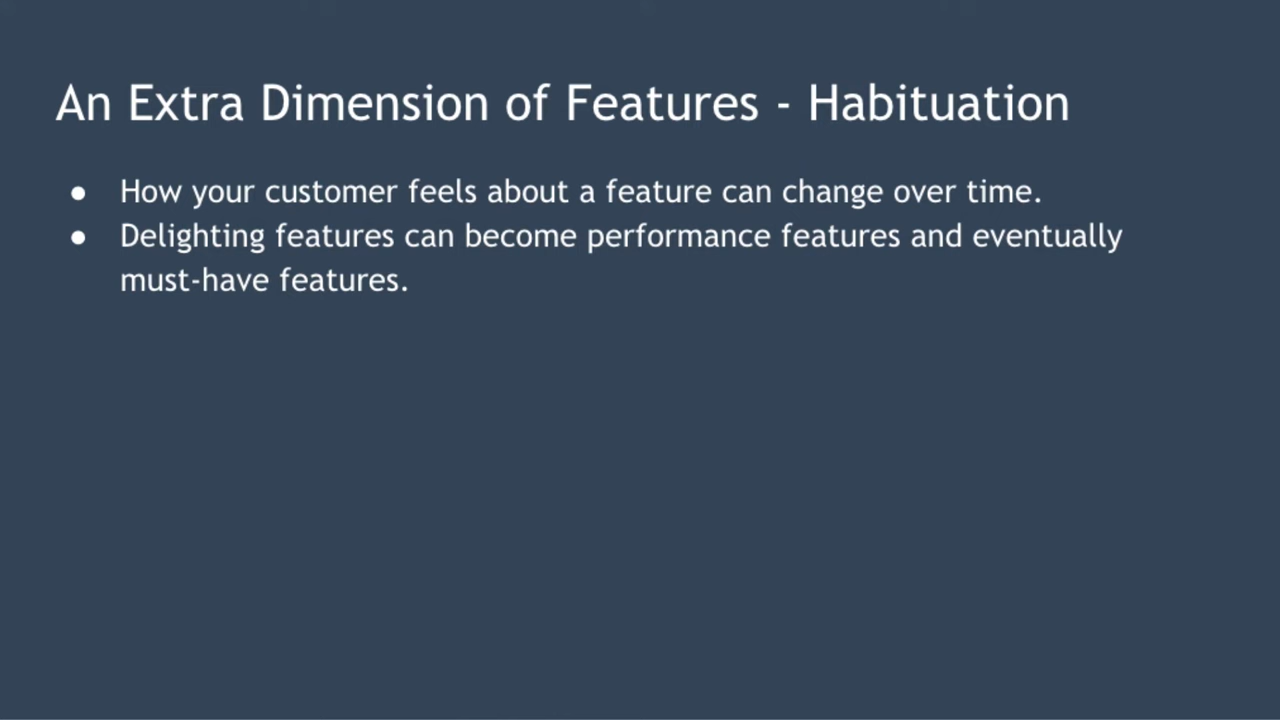 An Extra Dimension of Features - Habituation
● How your customer feels about a feature can change over time.
● Delighting features can become performance features and eventually
must-have features.